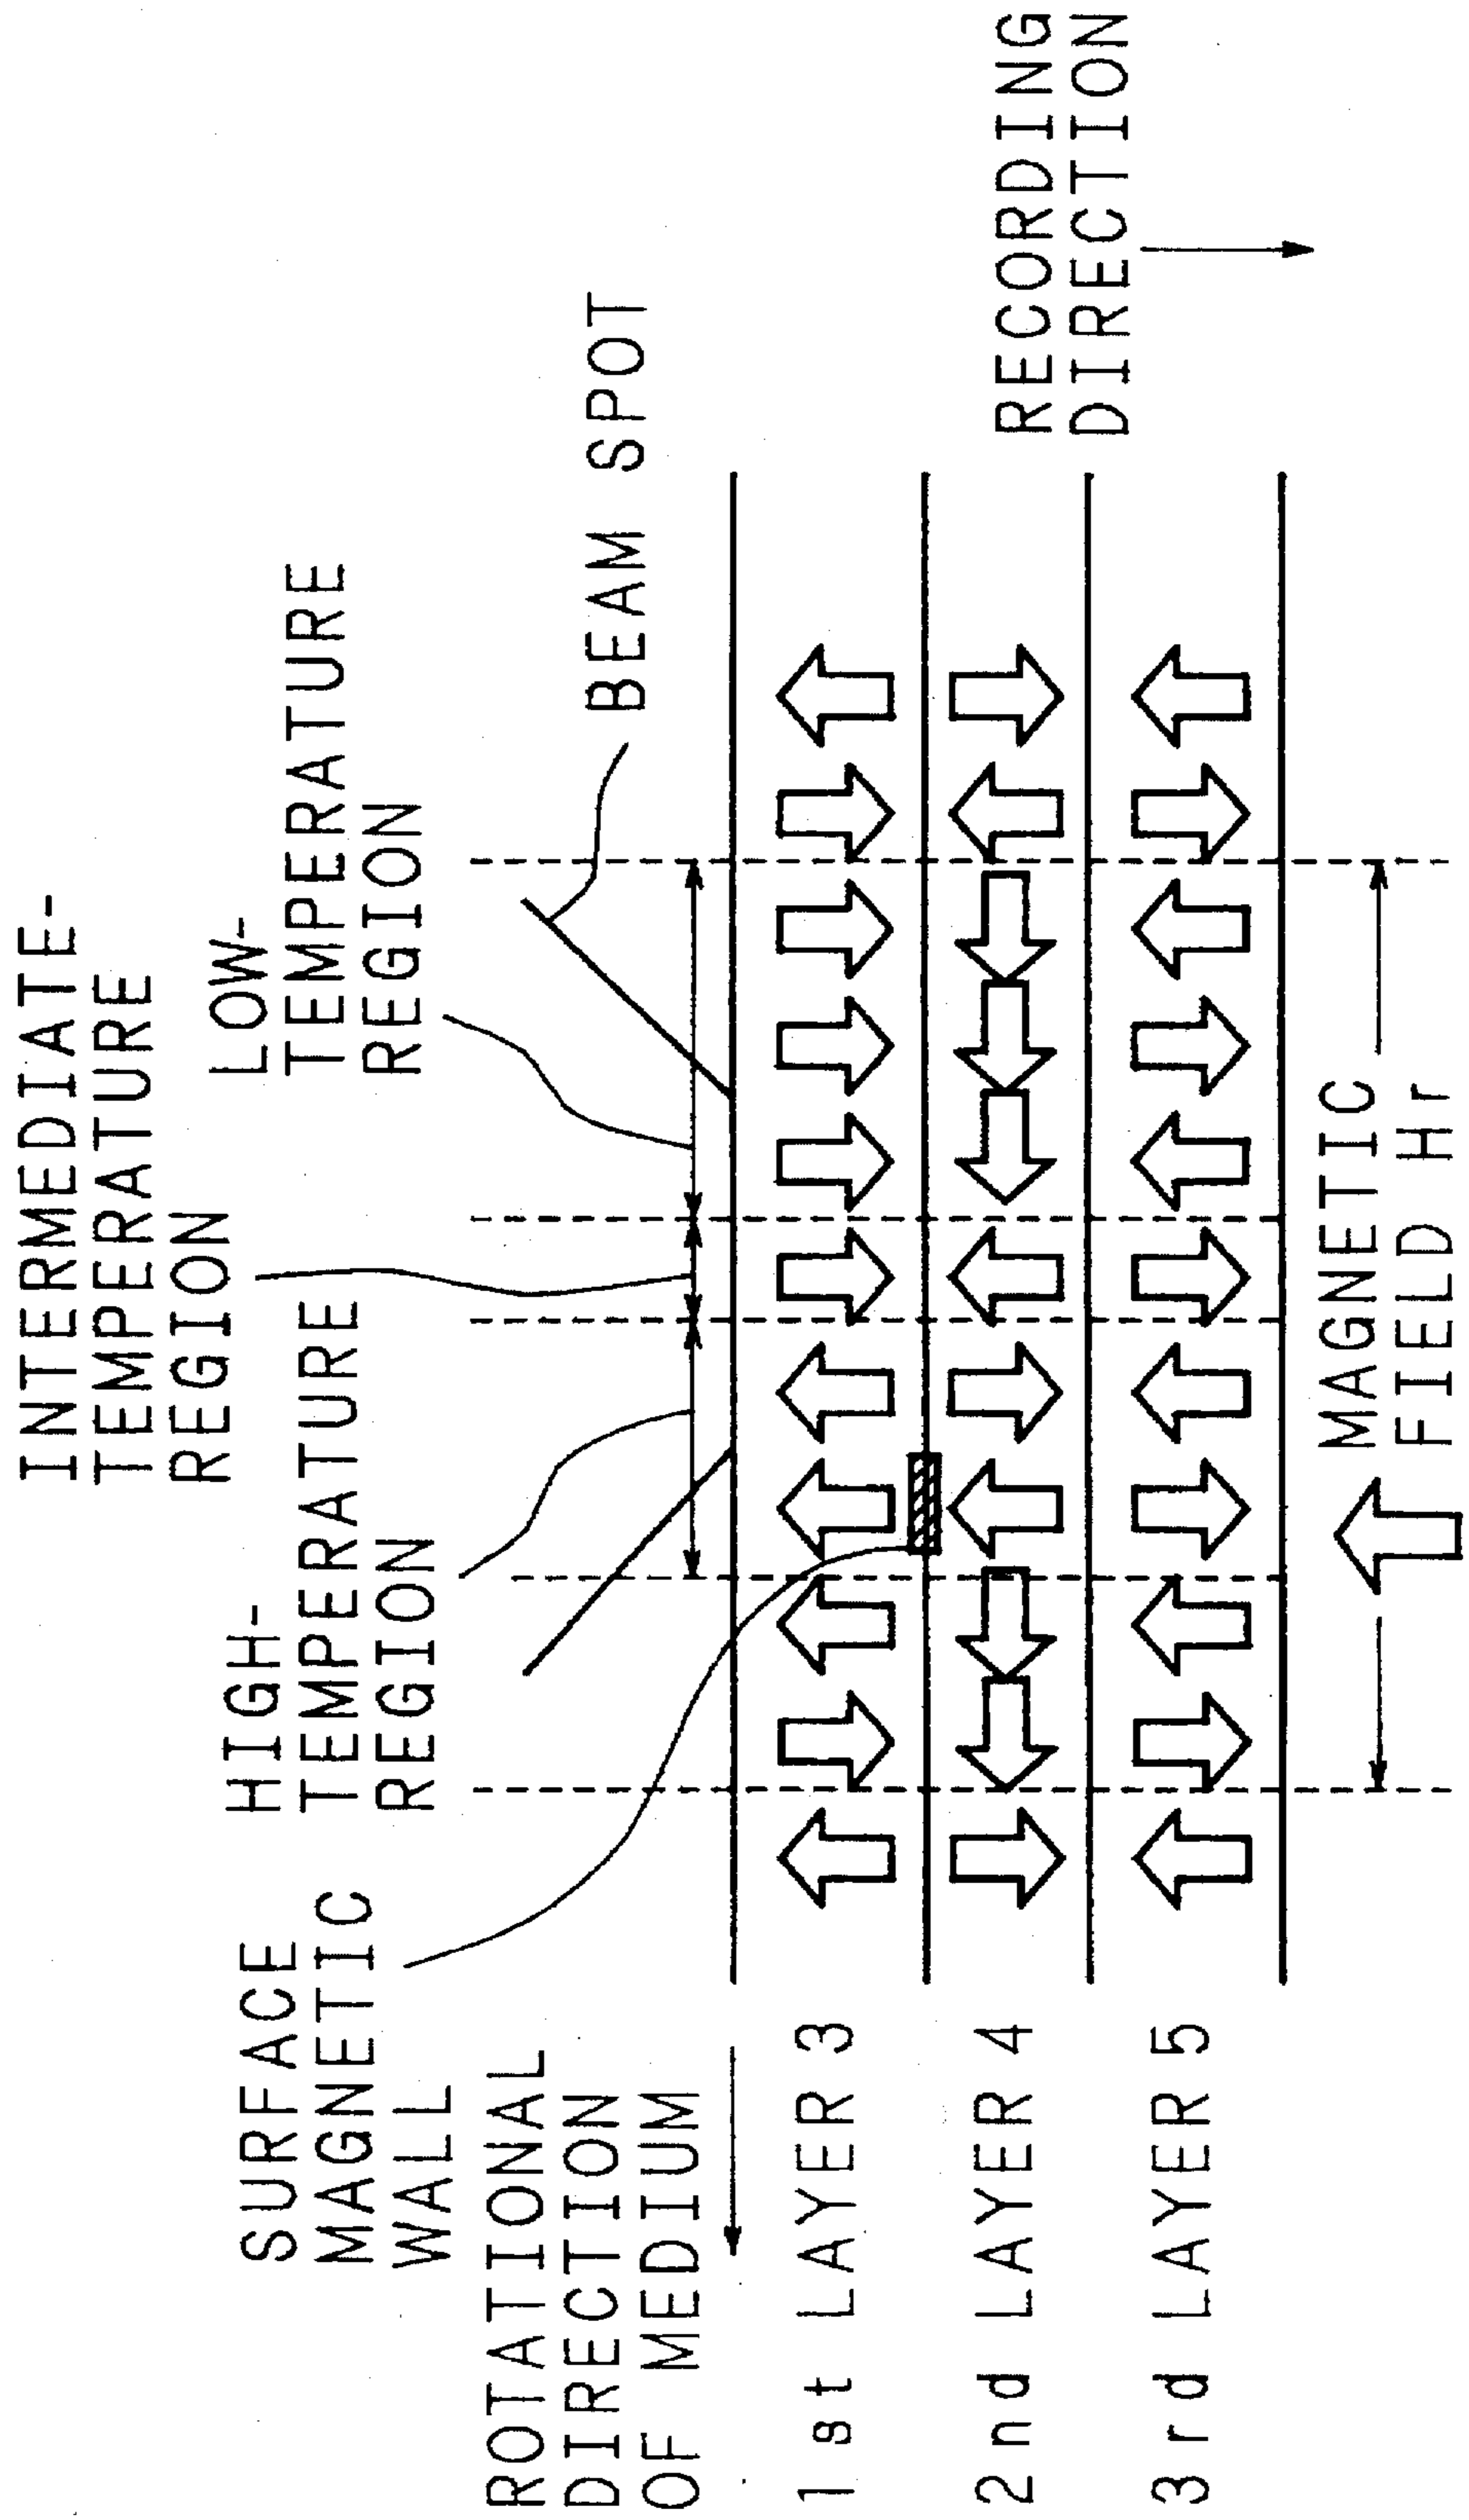 INTERMEDIATE-
TEMPERATURE
REGION
LOW-
TEMPERATURE
REGION
HIGH-
TEMPERATURE
REGION
SURFACE
MAGNETIC
WALL
BEAM SPOT
ROTATIONAL
DIRECTION
OF MEDIUM
1st LAYER 3
2nd LAYER 4
3rd LAYER 5
RECORDING
DIRECTION
MAGNETIC
FIELD Hr